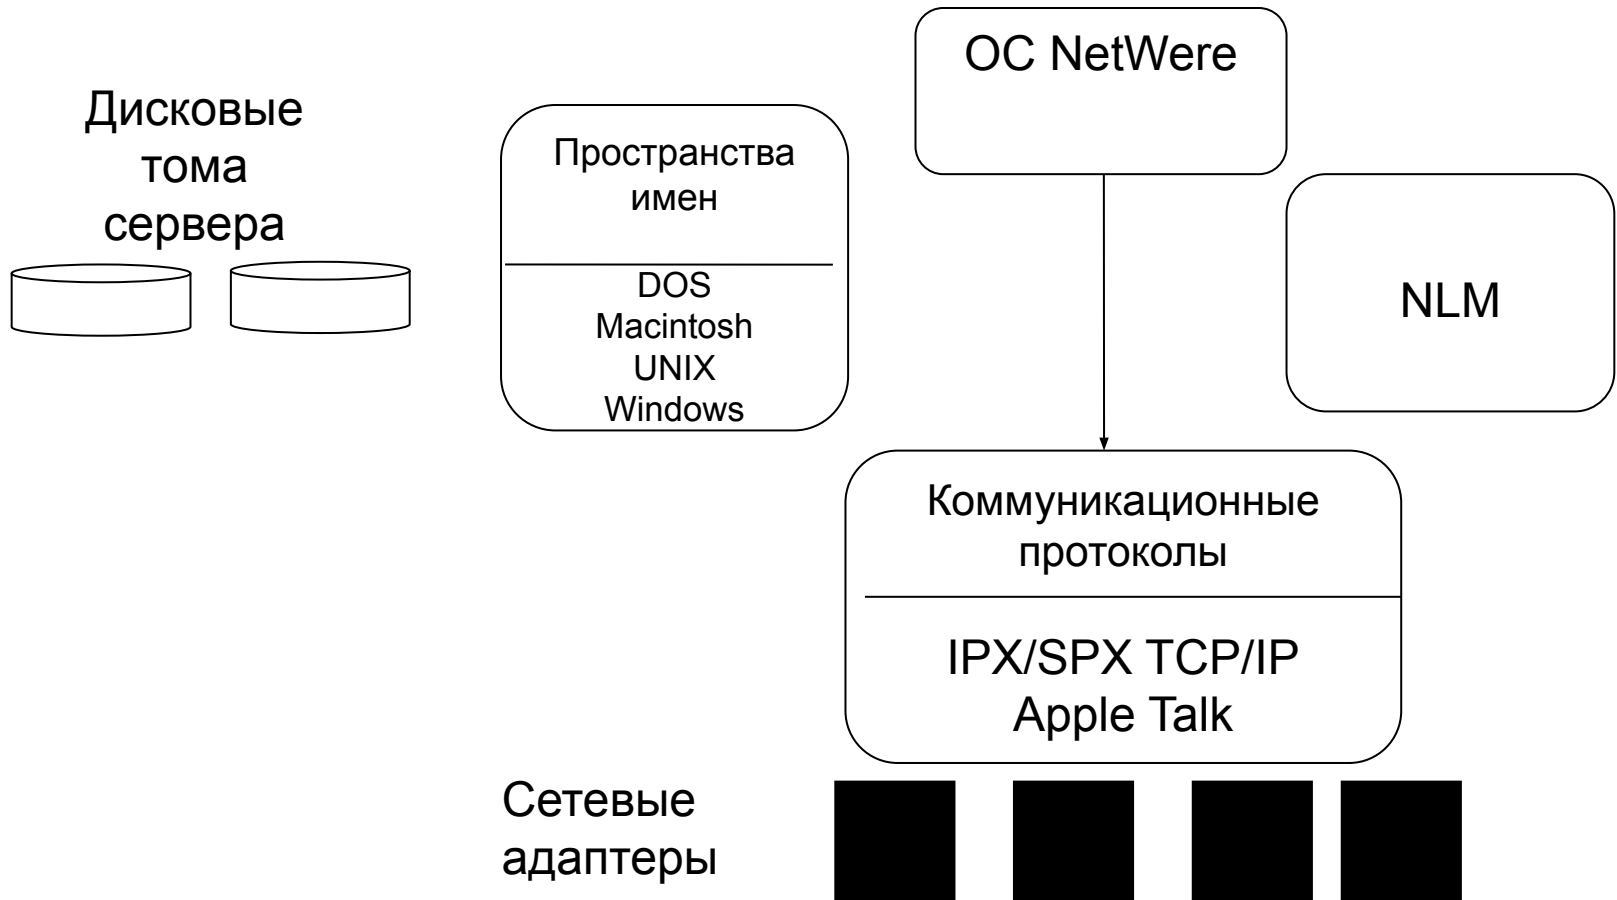 Дисковые
тома
сервера
Пространства
имен
DOS
Macintosh
UNIX
Windows
ОС NetWere
NLM
Коммуникационные
протоколы
IPX/SPX TCP/IP
Apple Talk
Сетевые
адаптеры